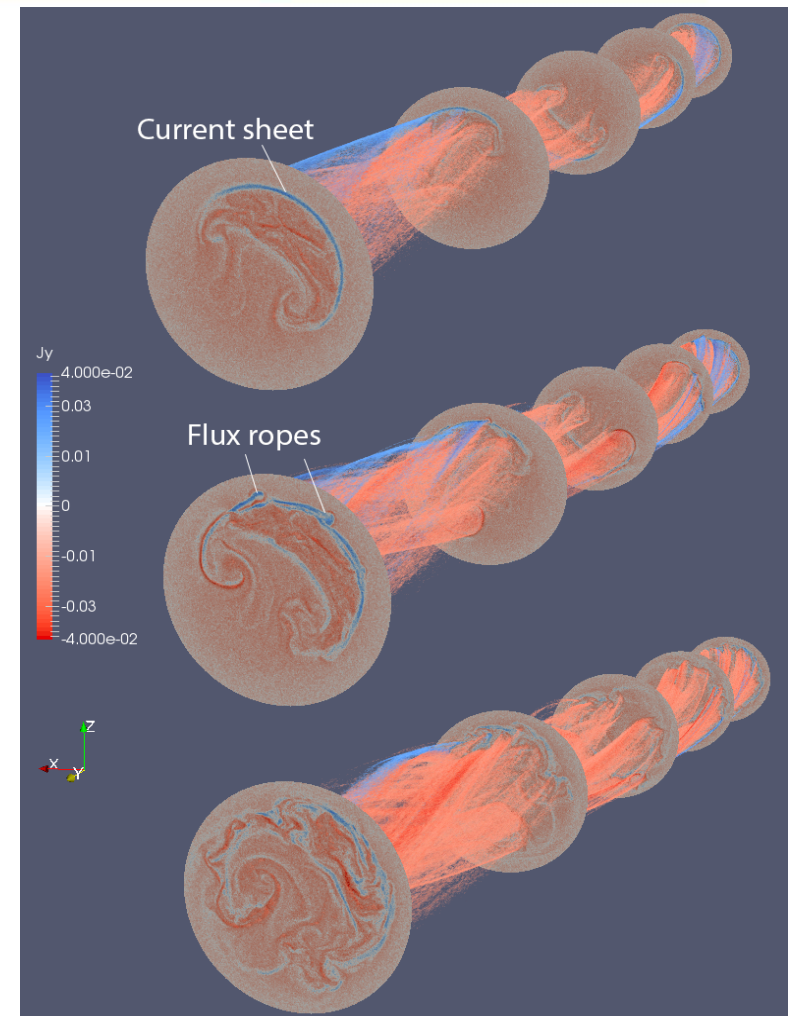 Current sheet
Jy
4.000e-02
0.03
Flux ropes
0.01
0
-0.01
-0.03
-4.000e-02
Z
X
Y